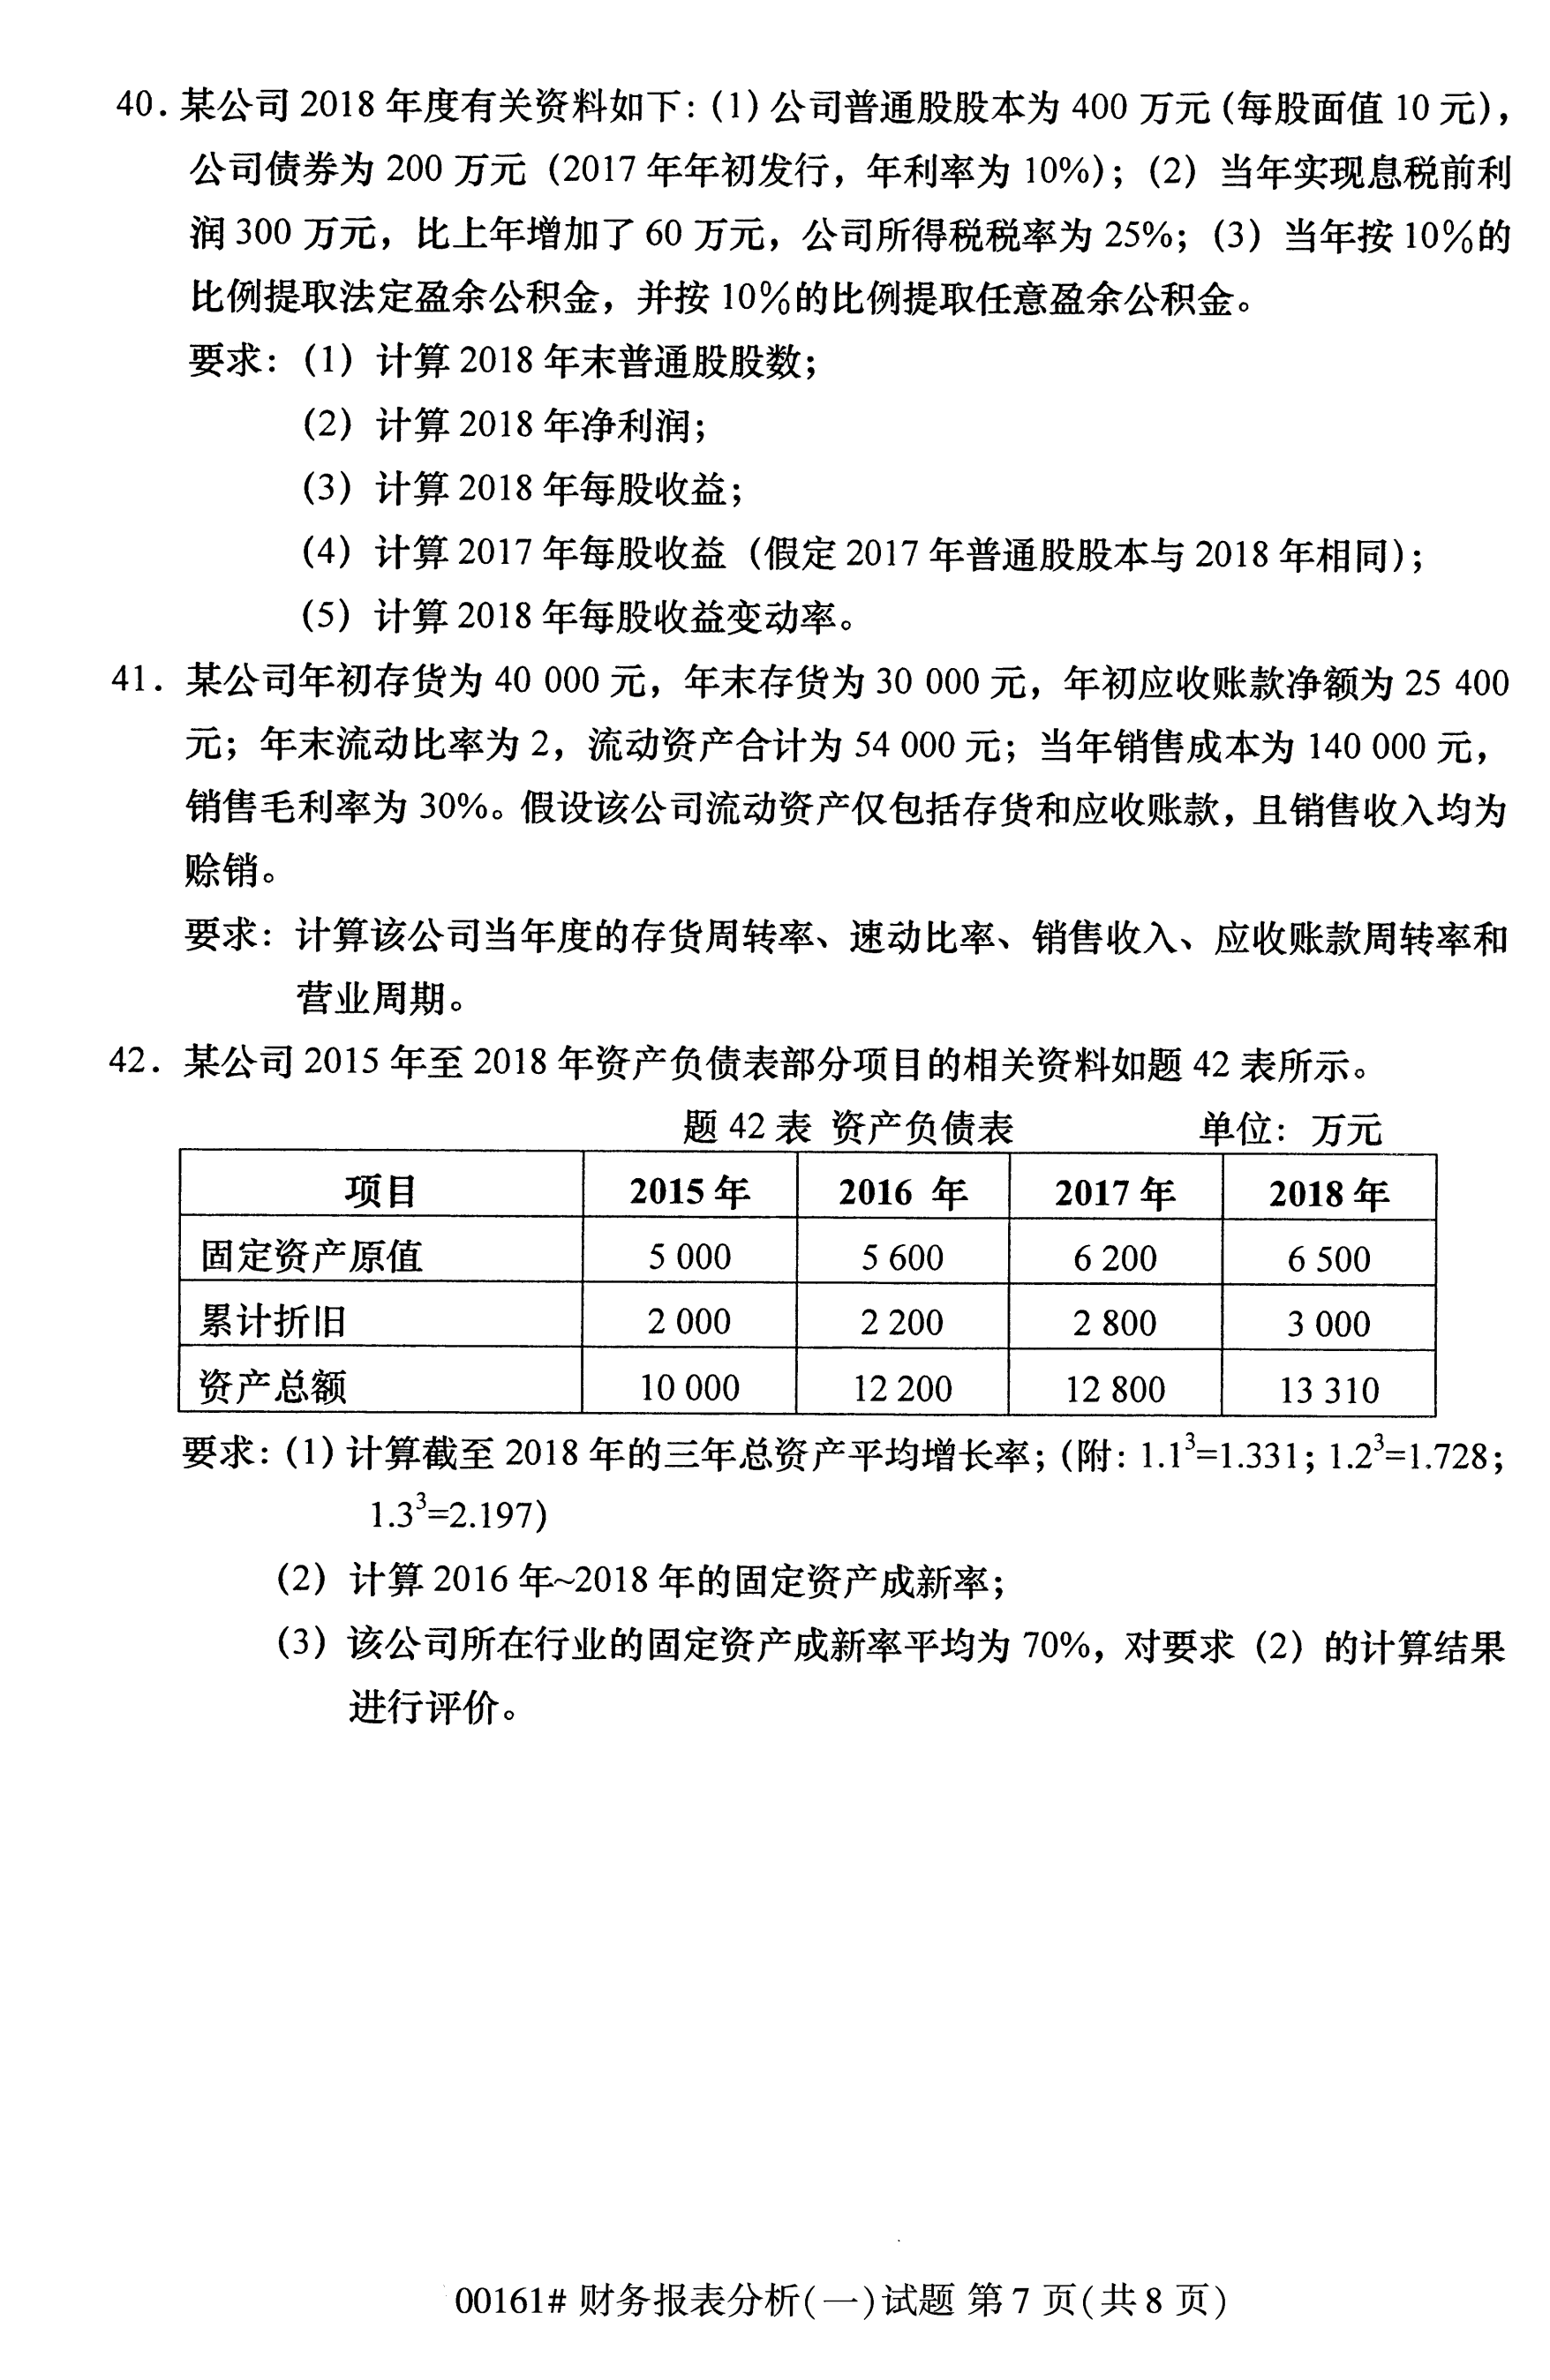 40. 某公司 2018 年度有关资料如下：(1) 公司普通股股本为 400 万元 (每股面值 10 元)，
公司债券为 200 万元（2017 年年初发行，年利率为 10%）；（2）当年实现息税前利
润 300 万元，比上年增加了 60 万元，公司所得税税率为 25%；（3）当年按 10%的
比例提取法定盈余公积金，并按 10%的比例提取任意盈余公积金。
要求：（1）计算 2018 年末普通股股数；
（2）计算 2018 年净利润；
（3）计算 2018 年每股收益；
（4）计算 2017 年每股收益（假定 2017 年普通股股本与 2018 年相同）；
（5）计算 2018 年每股收益变动率。
41. 某公司年初存货为 40 000 元，年末存货为 30 000 元，年初应收账款净额为 25 400
元；年末流动比率为 2，流动资产合计为 54 000 元；当年销售成本为 140 000 元，
销售毛利率为 30%。假设该公司流动资产仅包括存货和应收账款，且销售收入均为
赊销。
要求：计算该公司当年度的存货周转率、速动比率、销售收入、应收账款周转率和
营业周期。
42. 某公司 2015 年至 2018 年资产负债表部分项目的相关资料如题 42 表所示。
题 42 表 资产负债表 单位：万元
项目 2015 年 2016 年 2017 年 2018 年
固定资产原值 5 000 5 600 6 200 6 500
累计折旧 2 000 2 200 2 800 3 000
资产总额 10 000 12 200 12 800 13 310
要求：(1) 计算截至 2018 年的三年总资产平均增长率；(附：1.1³=1.331；1.2³=1.728；
1.3³=2.197)
（2）计算 2016 年~2018 年的固定资产成新率；
（3）该公司所在行业的固定资产成新率平均为 70%，对要求（2）的计算结果
进行评价。
00161# 财务报表分析(一)试题 第 7 页(共 8 页)